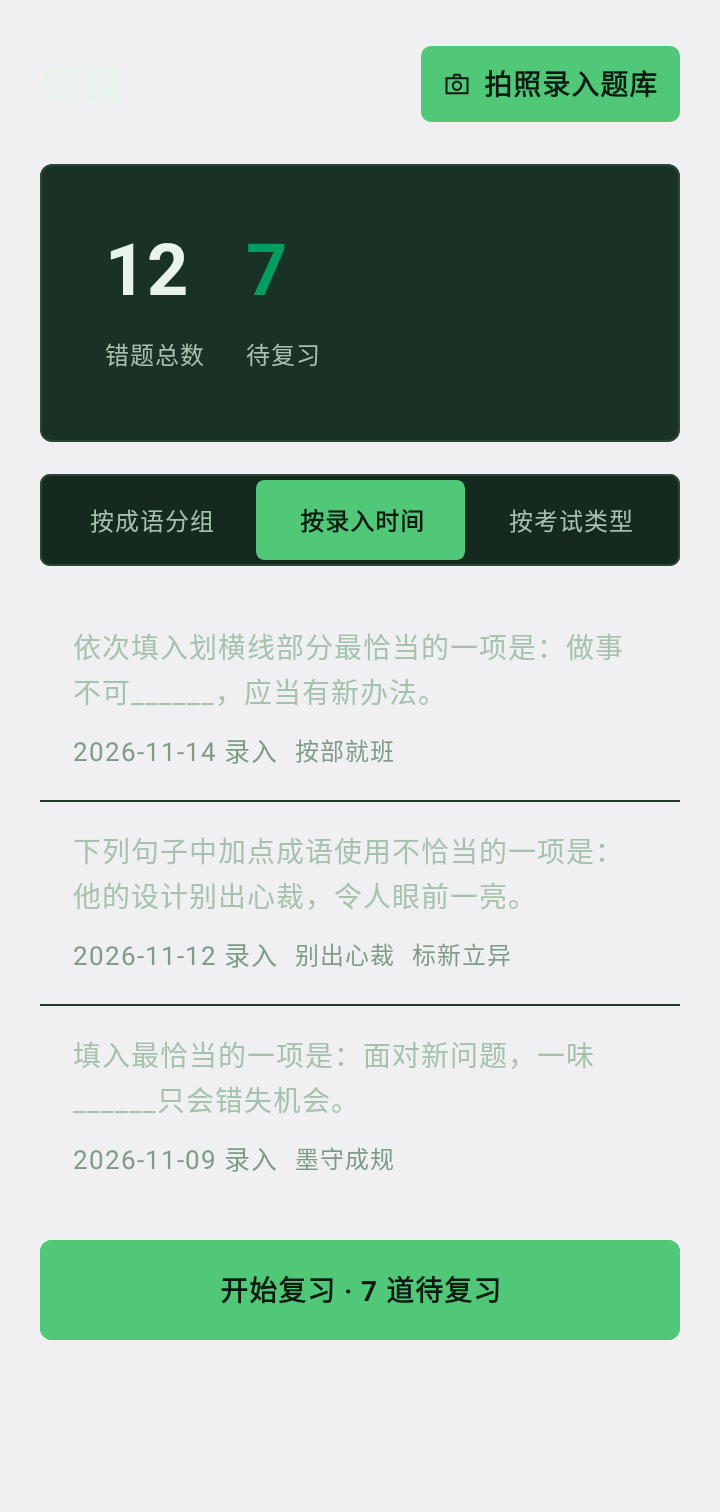 拍照录入题库
12
7
错题总数
待复习
按成语分组
按录入时间
按考试类型
依次填入划横线部分最恰当的一项是：做事
不可______，应当有新办法。
2026-11-14 录入 按部就班
下列句子中加点成语使用不恰当的一项是：
他的设计别出心裁，令人眼前一亮。
2026-11-12 录入 别出心裁 标新立异
填入最恰当的一项是：面对新问题，一味
______只会错失机会。
2026-11-09 录入 墨守成规
开始复习 · 7 道待复习